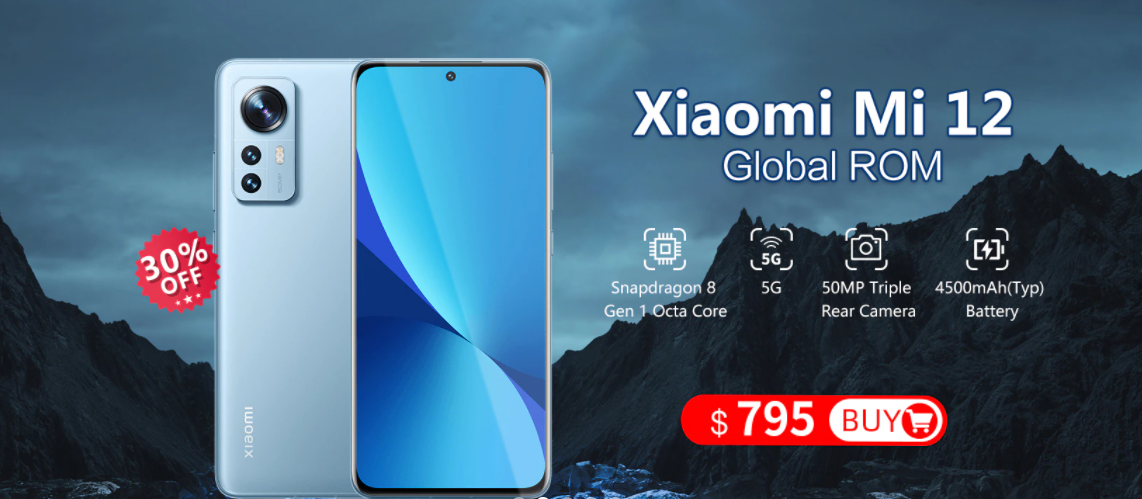 Xiaomi Mi 12
Global ROM
Snapdragon 8
Gen 1 Octa Core
5G
5G
50MP Triple
Rear Camera
4500mAh(Typ)
Battery
30%
OFF
xiaomi
$ 795 BUY